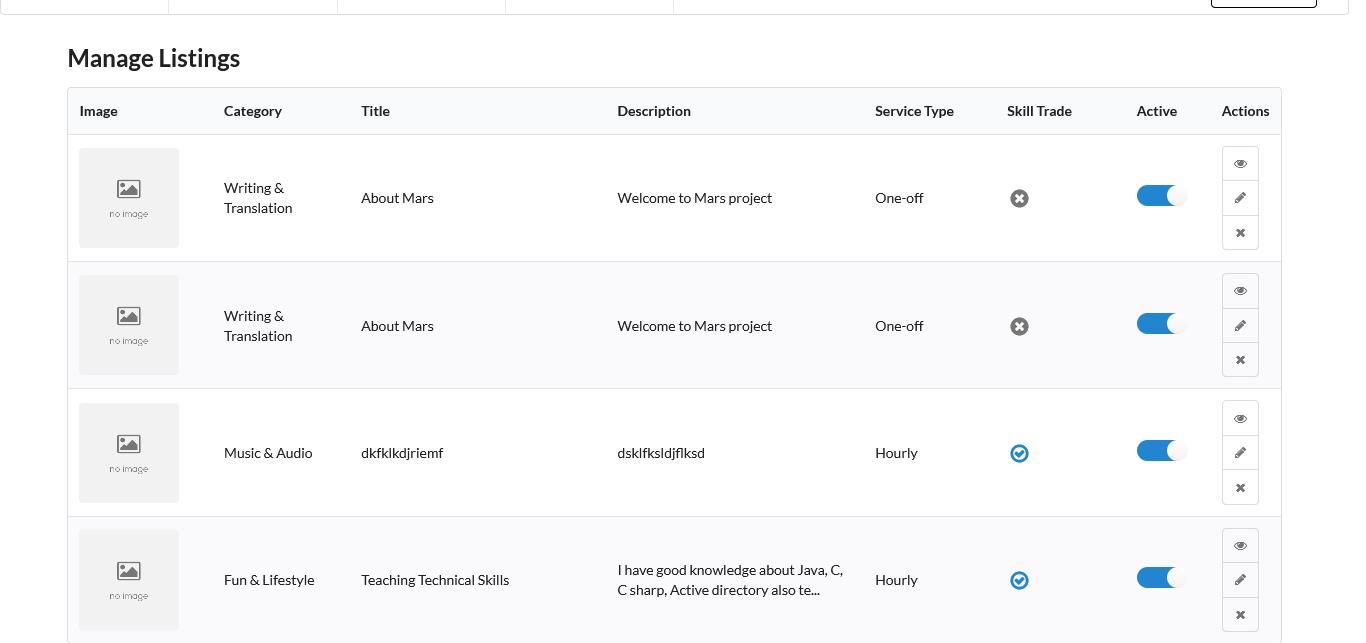 Manage Listings
Image Category Title Description Service Type Skill Trade Active Actions
no image
Writing &
Translation
About Mars
Welcome to Mars project
One-off
no image
Writing &
Translation
About Mars
Welcome to Mars project
One-off
no image
Music & Audio
dkfklkdjriemf
dsklfksldjflksd
Hourly
no image
Fun & Lifestyle
Teaching Technical Skills
I have good knowledge about Java, C,
C sharp, Active directory also te...
Hourly